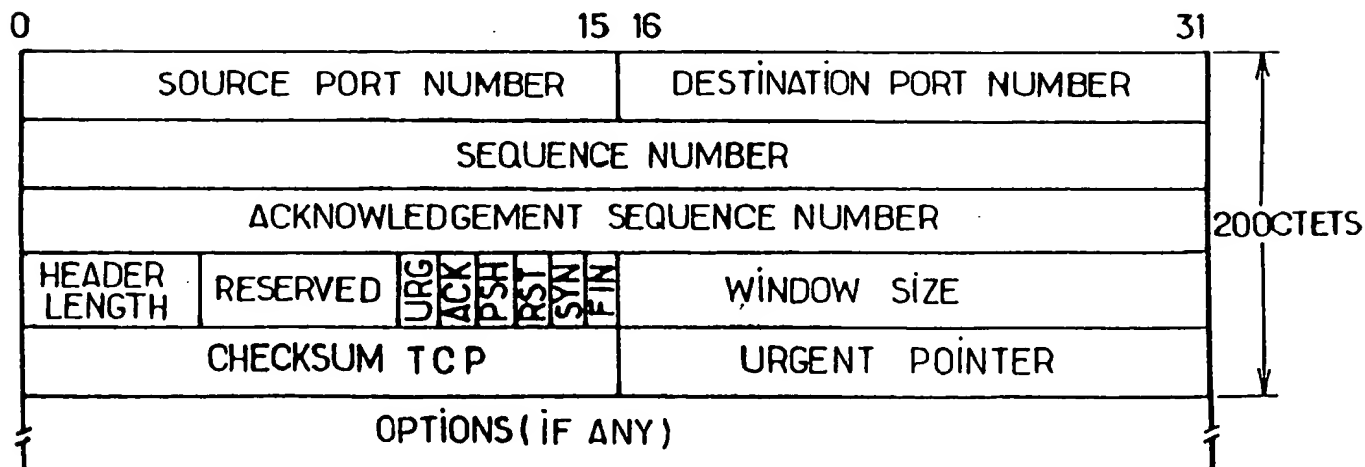 0 15 16 31
SOURCE PORT NUMBER DESTiNATiON PORT NUMBER
SEQUENCE NUMBER
ACKNOWLEDGEMENT SEQUENCE NUMBER
20OCTETS
HEADER LENGTH
RESERVED
URG
ACK
PSH
RST
SYN
FIN
WiNDOW SiZE
CHECKSUM TCP URGENT POiNTER
OPTiONS(iF ANY)